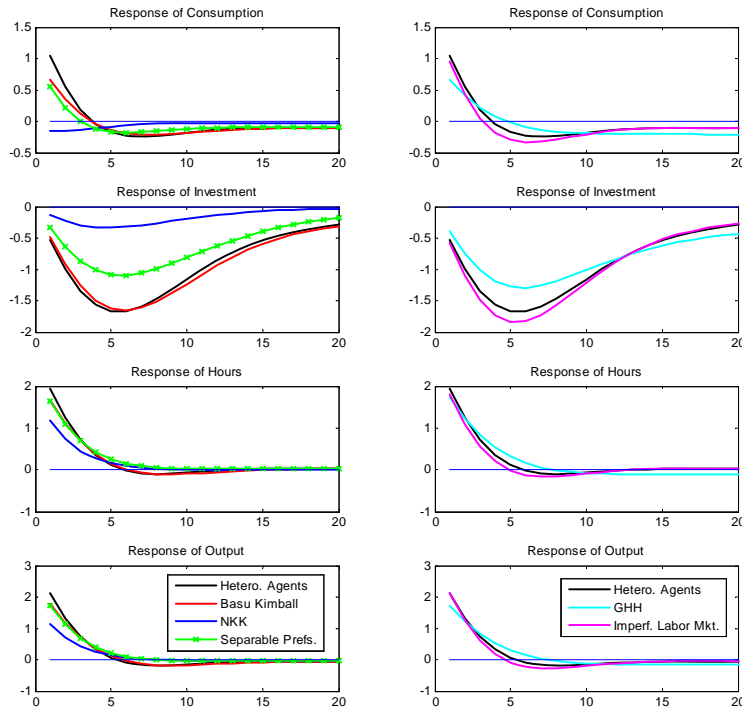 Response of Consumption
1.5
1
0.5
0
-0.5
0 5 10 15 20
Response of Investment
0
-0.5
-1
-1.5
-2
0 5 10 15 20
Response of Hours
2
1
0
-1
0 5 10 15 20
Response of Output
3
2
1
0
-1
0 5 10 15 20
Hetero. Agents
Basu Kimball
NKK
Separable Prefs.
Response of Consumption
1.5
1
0.5
0
-0.5
0 5 10 15 20
Response of Investment
0
-0.5
-1
-1.5
-2
0 5 10 15 20
Response of Hours
2
1
0
-1
0 5 10 15 20
Response of Output
3
2
1
0
-1
0 5 10 15 20
Hetero. Agents
GHH
Imperf. Labor Mkt.